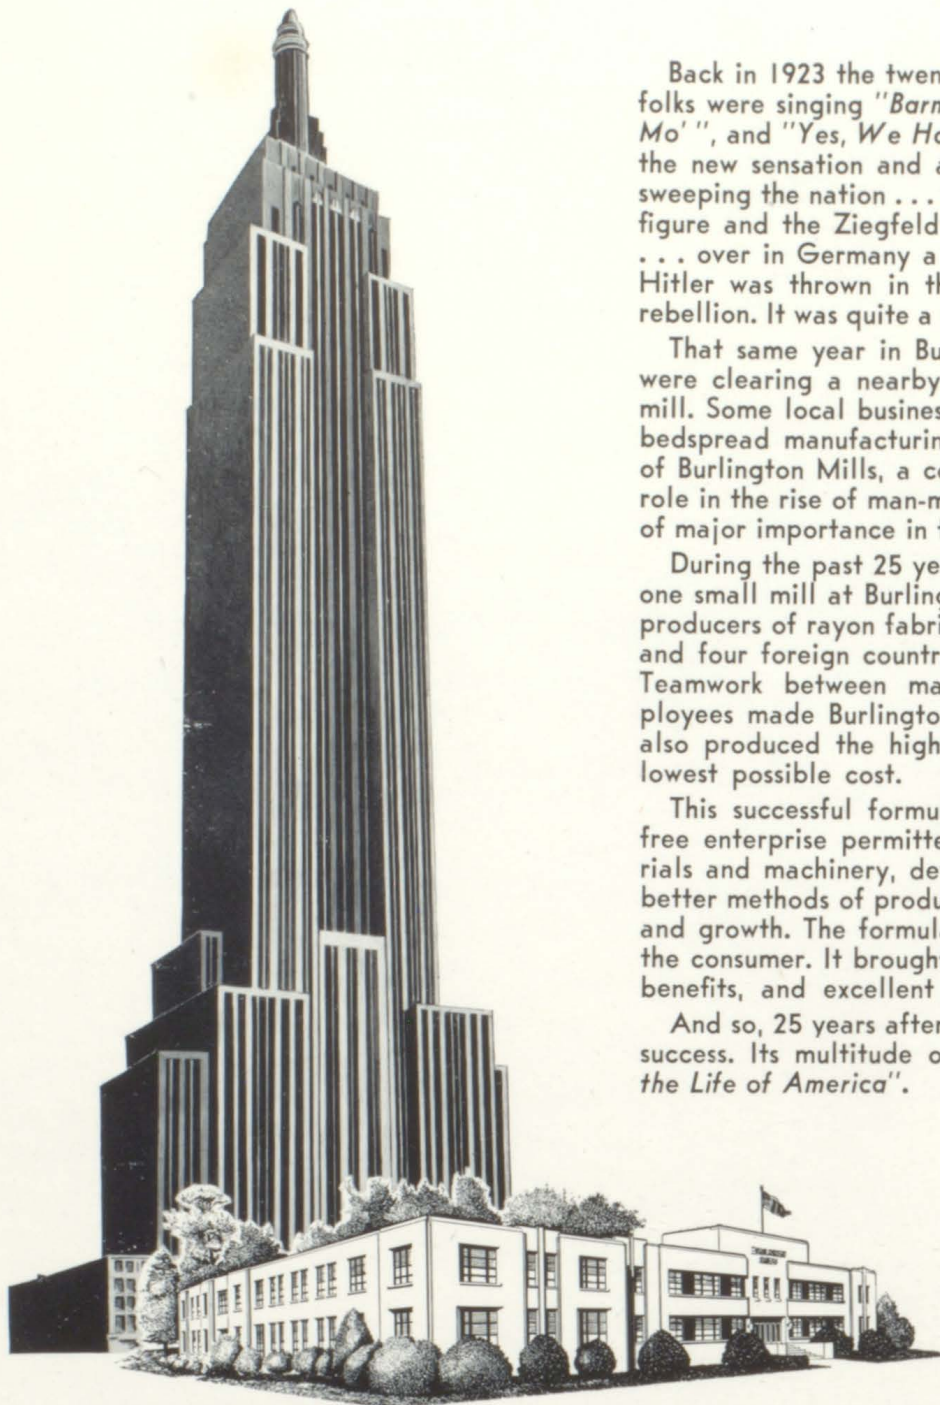 Back in 1923 the twen
folks were singing "Barn
Mo' ", and "Yes, We Ha
the new sensation and a
sweeping the nation . . .
figure and the Ziegfeld
. . . over in Germany a
Hitler was thrown in th
rebellion. It was quite a
That same year in Bu
were clearing a nearby
mill. Some local busines
bedspread manufacturin
of Burlington Mills, a co
role in the rise of man-m
of major importance in t
During the past 25 ye
one small mill at Burling
producers of rayon fabri
and four foreign countr
Teamwork between ma
ployees made Burlingto
also produced the high
lowest possible cost.
This successful formu
free enterprise permitte
rials and machinery, de
better methods of produ
and growth. The formul
the consumer. It brough
benefits, and excellent
And so, 25 years after
success. Its multitude o
the Life of America".